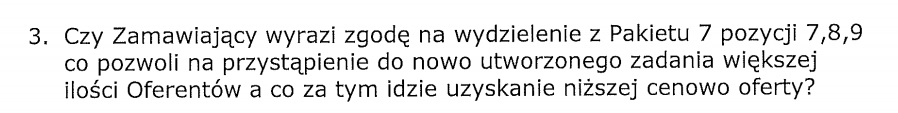 3. Czy Zamawiający wyrazi zgodę na wydzielenie z Pakietu 7 pozycji 7,8,9
co pozwoli na przystąpienie do nowo utworzonego zadania większej
ilości Oferentów a co za tym idzie uzyskanie niższej cenowo oferty?